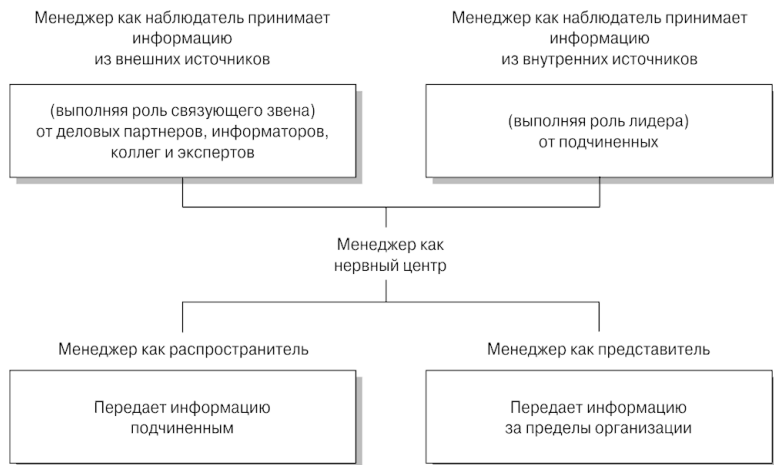 Менеджер как наблюдатель принимает
информацию
из внешних источников
Менеджер как наблюдатель принимает
информацию
из внутренних источников
(выполняя роль связующего звена)
от деловых партнеров, информаторов,
коллег и экспертов
(выполняя роль лидера)
от подчиненных
Менеджер как
нервный центр
Менеджер как распространитель
Менеджер как представитель
Передает информацию
подчиненным
Передает информацию
за пределы организации